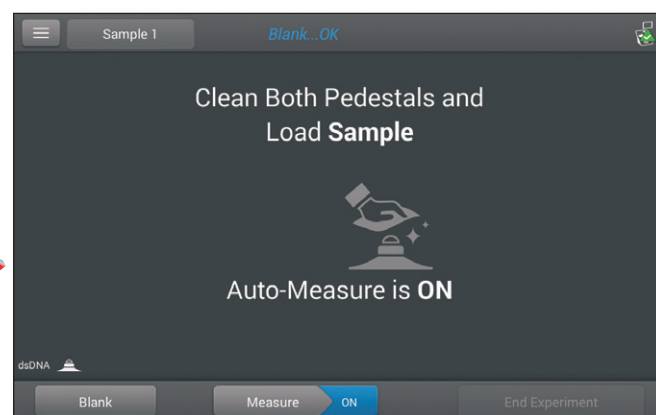 Sample 1
Blank...OK
Clean Both Pedestals and
Load Sample
Auto-Measure is ON
dsDNA
Blank
Measure
ON
End Experiment